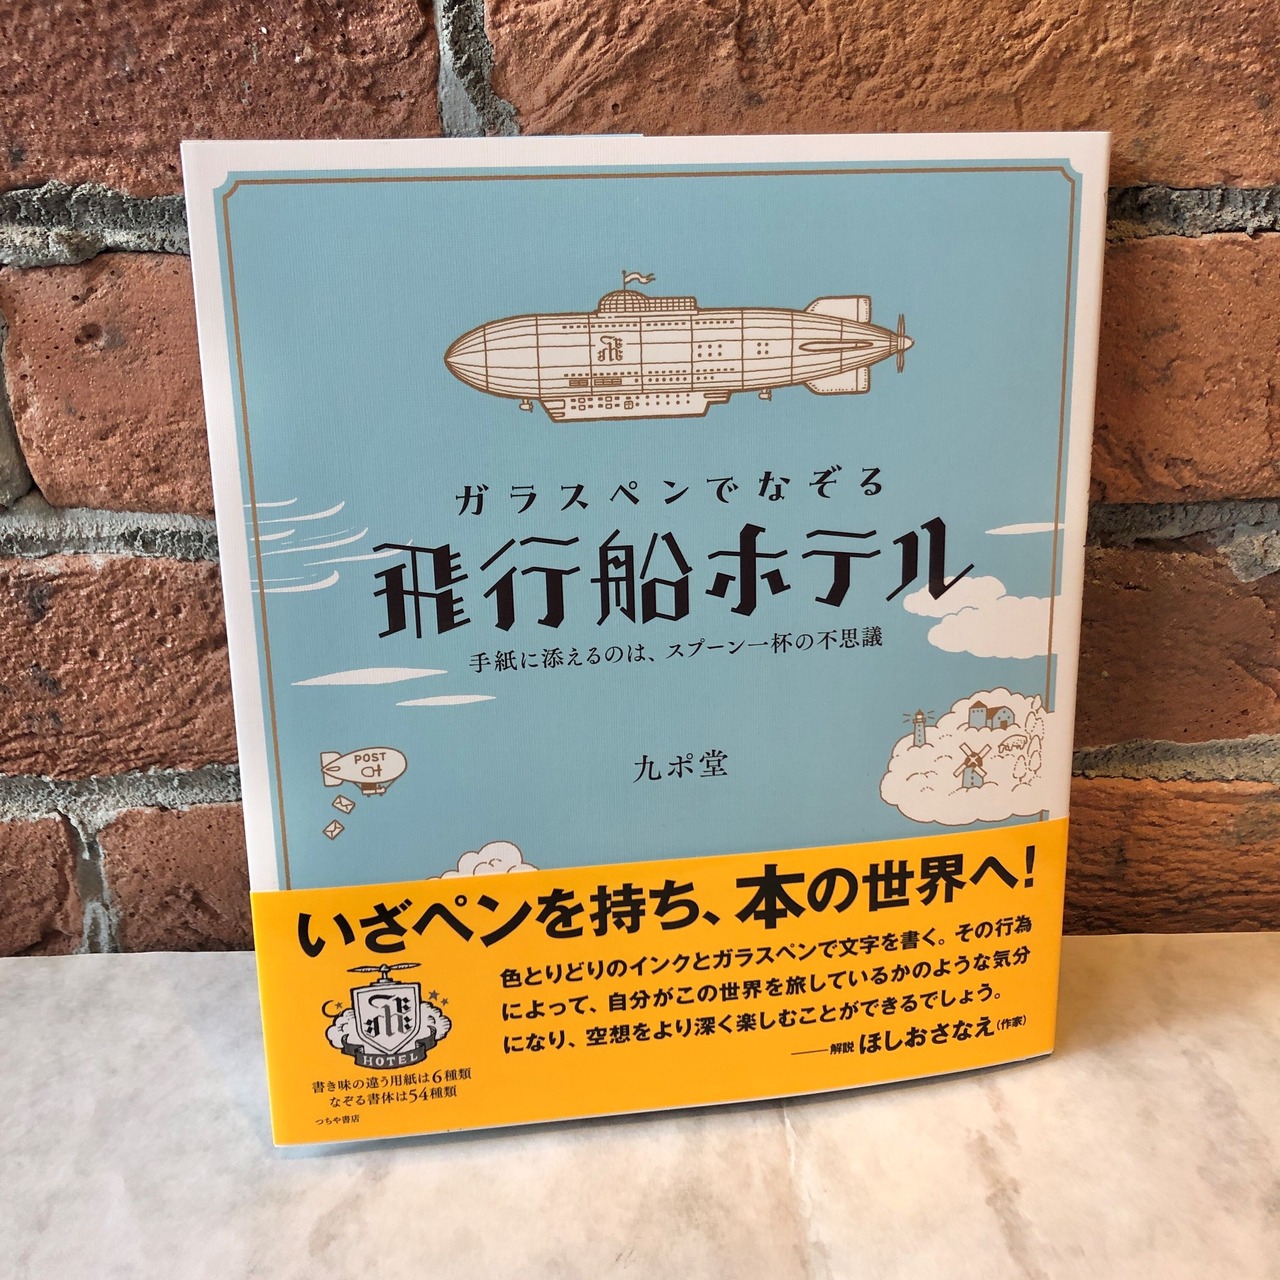 ガラスペンでなぞる
飛行船ホテル
手紙に添えるのは、スプーン一杯の不思議
POST
九ポ堂
いざペンを持ち、本の世界へ!
色とりどりのインクとガラスペンで文字を書く。その行為
によって、自分がこの世界を旅しているかのような気分
になり、空想をより深く楽しむことができるでしょう。
――解説 ほしおさなえ(作家)
HOTEL
書き味の違う用紙は6種類
なぞる書体は54種類
つちや書店